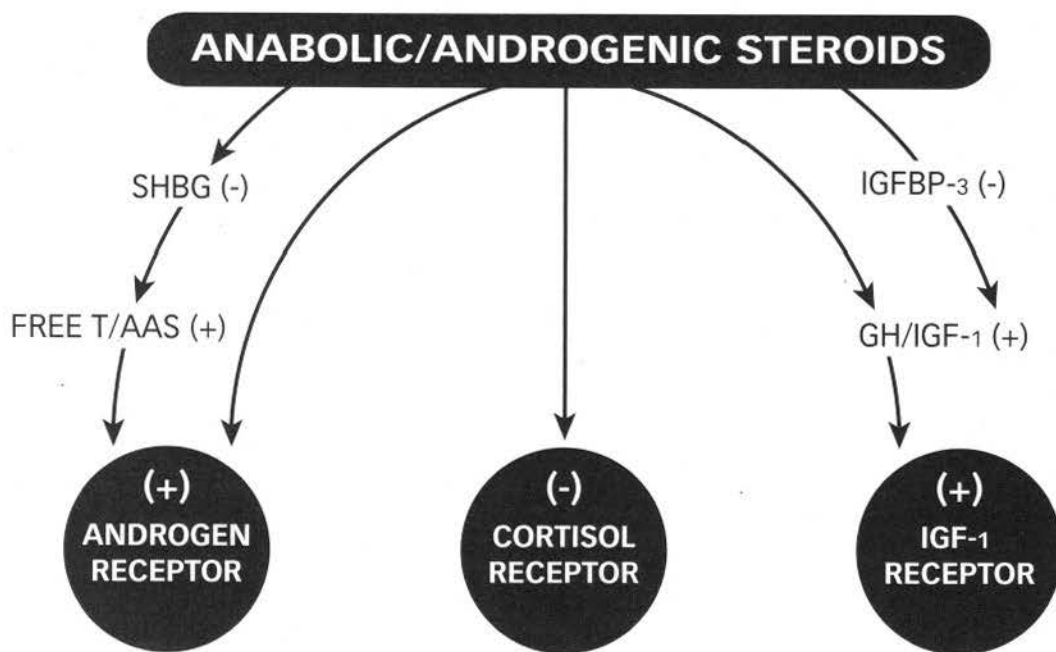 ANABOLIC/ANDROGENIC STEROIDS
SHBG (-)
IGFBP-3 (-)
FREE T/AAS (+)
GH/IGF-1 (+)
(+)
ANDROGEN
RECEPTOR
(-)
CORTISOL
RECEPTOR
(+)
IGF-1
RECEPTOR